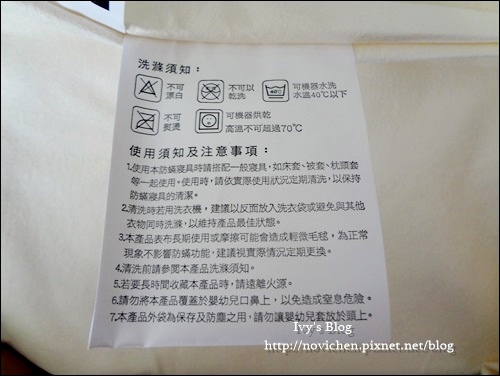 洗滌須知：
不可
漂白
不可以
乾洗
可機器水洗
水溫40℃以下
不可
熨燙
可機器烘乾
高溫不可超過70℃
使用須知及注意事項：
1.使用本防蟎寢具時請搭配一般寢具，如床套、被套、枕頭套
等一起使用。使用時，請依實際使用狀況定期清洗，以保持
防蟎寢具的清潔。
2.清洗時若用洗衣機，建議以反面放入洗衣袋或避免與其他
衣物同時洗滌，以維持產品最佳狀態。
3.本產品表布長期使用或摩擦可能會造成輕微毛毬，為正常
現象不影響防蟎功能，建議視實際情況定期更換。
4.清洗前請參閱本產品洗滌須知。
5.若要長時間收藏本產品時，請遠離火源。
6.請勿將本產品覆蓋於嬰幼兒口鼻上，以免造成窒息危險。
7.本產品外袋為保存及防塵之用，請勿讓嬰幼兒套放於頭上。
Ivy's Blog
http://novichen.pixnet.net/blog